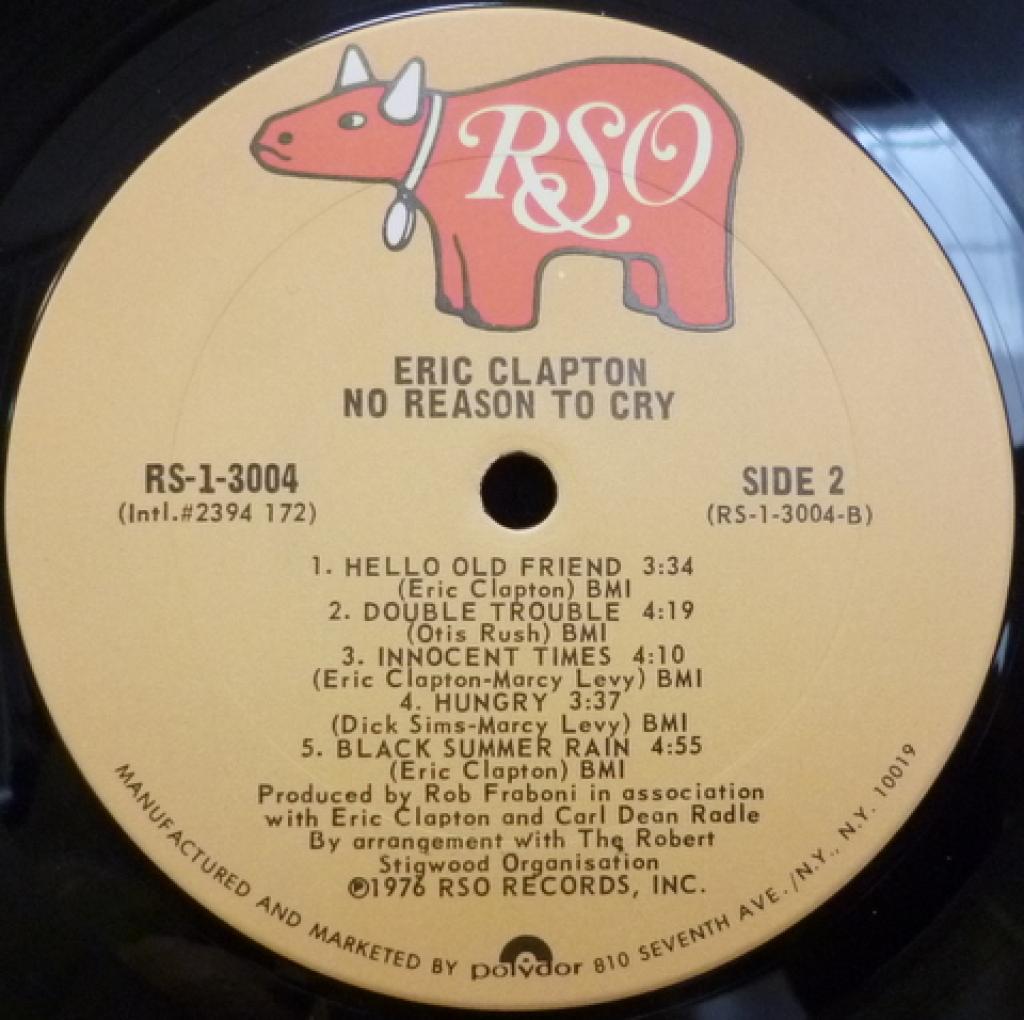 RSO
ERIC CLAPTON
NO REASON TO CRY
RS-1-3004
(Intl.#2394 172)
SIDE 2
(RS-1-3004-B)
1. HELLO OLD FRIEND 3:34
(Eric Clapton) BMI
2. DOUBLE TROUBLE 4:19
(Otis Rush) BMI
3. INNOCENT TIMES 4:10
(Eric Clapton-Marcy Levy) BMI
4. HUNGRY 3:37
(Dick Sims-Marcy Levy) BMI
5. BLACK SUMMER RAIN 4:55
(Eric Clapton) BMI
Produced by Rob Fraboni in association
with Eric Clapton and Carl Dean Radle
By arrangement with The Robert
Stigwood Organisation
℗1976 RSO RECORDS, INC.
MANUFACTURED AND MARKETED BY polydor 810 SEVENTH AVE./N.Y., N.Y. 10019